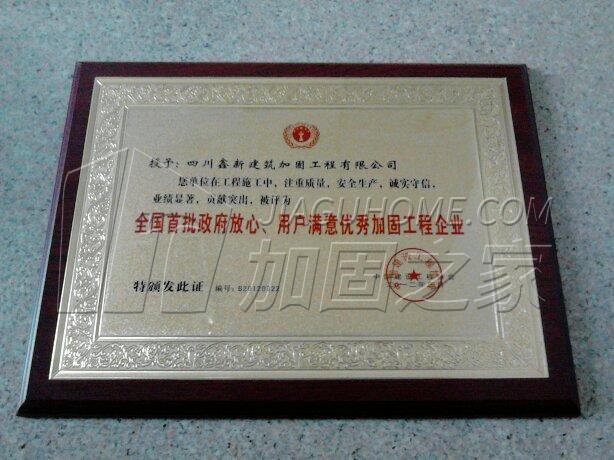 授予：四川鑫新建筑加固工程有限公司
您单位在工程施工中，注重质量，安全生产，诚实守信，
业绩显著，贡献突出，被评为
全国首批政府放心、用户满意优秀加固工程企业
特颁发此证 编号：S20120322
JIAGUHOME.COM
加固之家